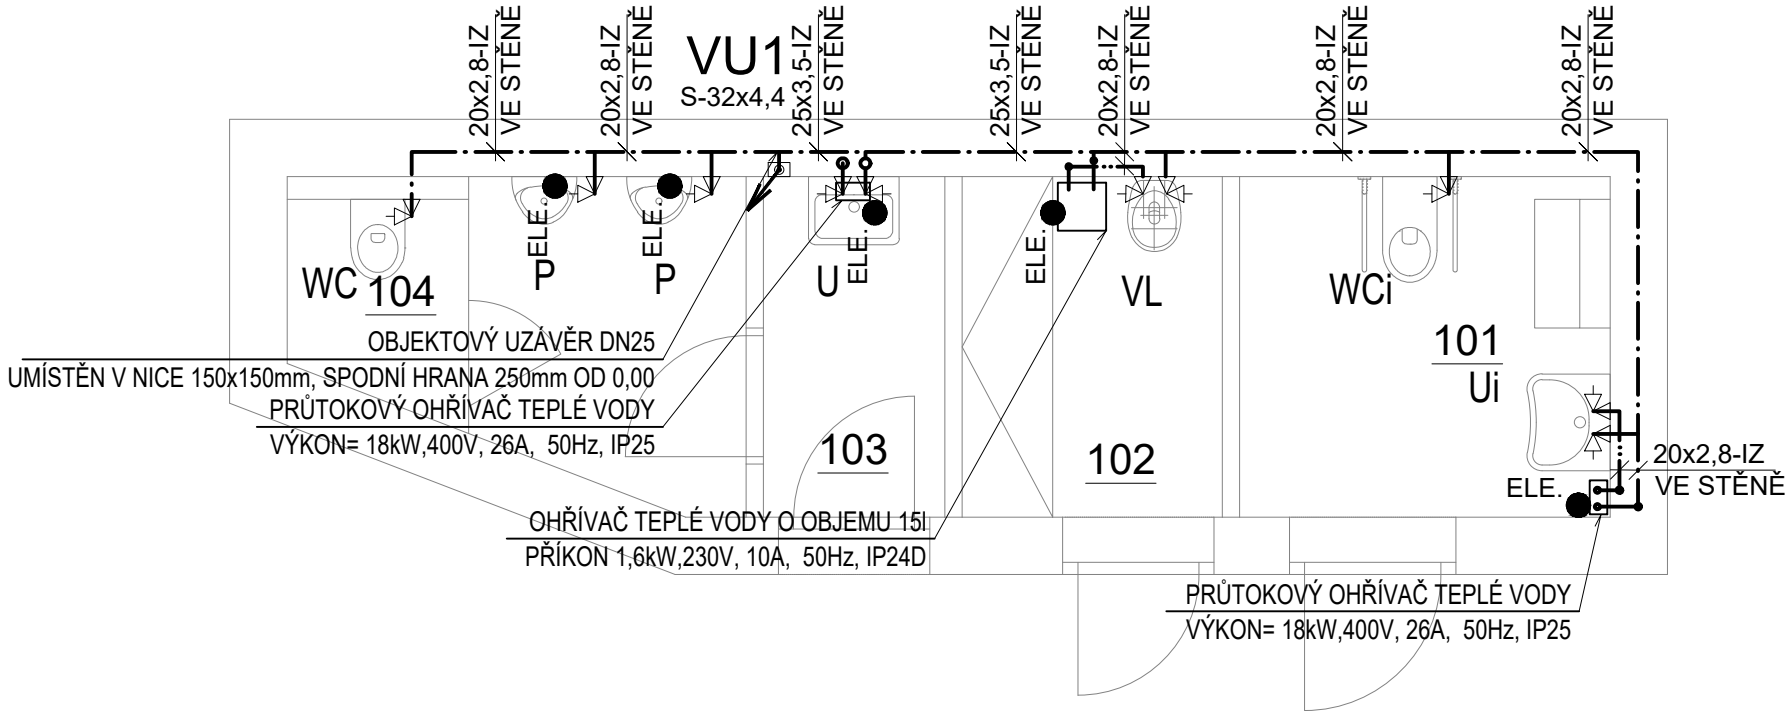 20x2,8-IZ
VE STĚNĚ
20x2,8-IZ
VE STĚNĚ
VU1
S-32x4,4
25x3,5-IZ
VE STĚNĚ
25x3,5-IZ
VE STĚNĚ
20x2,8-IZ
VE STĚNĚ
20x2,8-IZ
VE STĚNĚ
20x2,8-IZ
VE STĚNĚ
ELE.
ELE.
ELE.
ELE.
WC
104
P
P
U
VL
WCi
101
Ui
OBJEKTOVÝ UZÁVĚR DN25
UMÍSTĚN V NICE 150x150mm, SPODNÍ HRANA 250mm OD 0,00
PRŮTOKOVÝ OHŘÍVAČ TEPLÉ VODY
VÝKON= 18kW,400V, 26A, 50Hz, IP25
103
102
20x2,8-IZ
VE STĚNĚ
ELE.
OHŘÍVAČ TEPLÉ VODY O OBJEMU 15l
PŘÍKON 1,6kW,230V, 10A, 50Hz, IP24D
PRŮTOKOVÝ OHŘÍVAČ TEPLÉ VODY
VÝKON= 18kW,400V, 26A, 50Hz, IP25